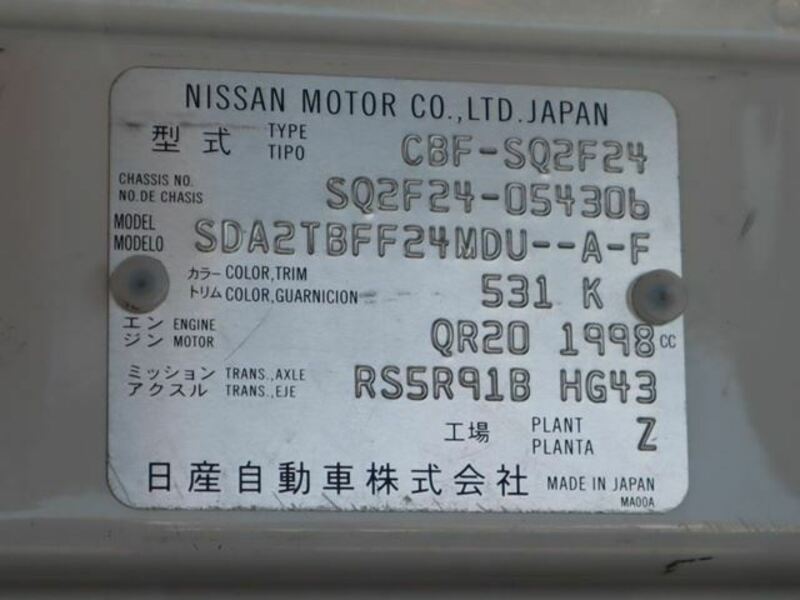 NISSAN MOTOR CO.,LTD.JAPAN
型式 TYPE TIPO CBF-SQ2F24
CHASSIS NO. NO.DE CHASIS SQ2F24-054306
MODEL MODELO SDA2TBFF24MDU--A-F
カラー COLOR,TRIM
トリム COLOR,GUARNICION 531 K
エンジン ENGINE MOTOR QR20 1998 CC
ミッション TRANS.,AXLE
アクスル TRANS.,EJE RS5R91B HG43
工場 PLANT PLANTA Z
日産自動車株式会社 MADE IN JAPAN
MA00A